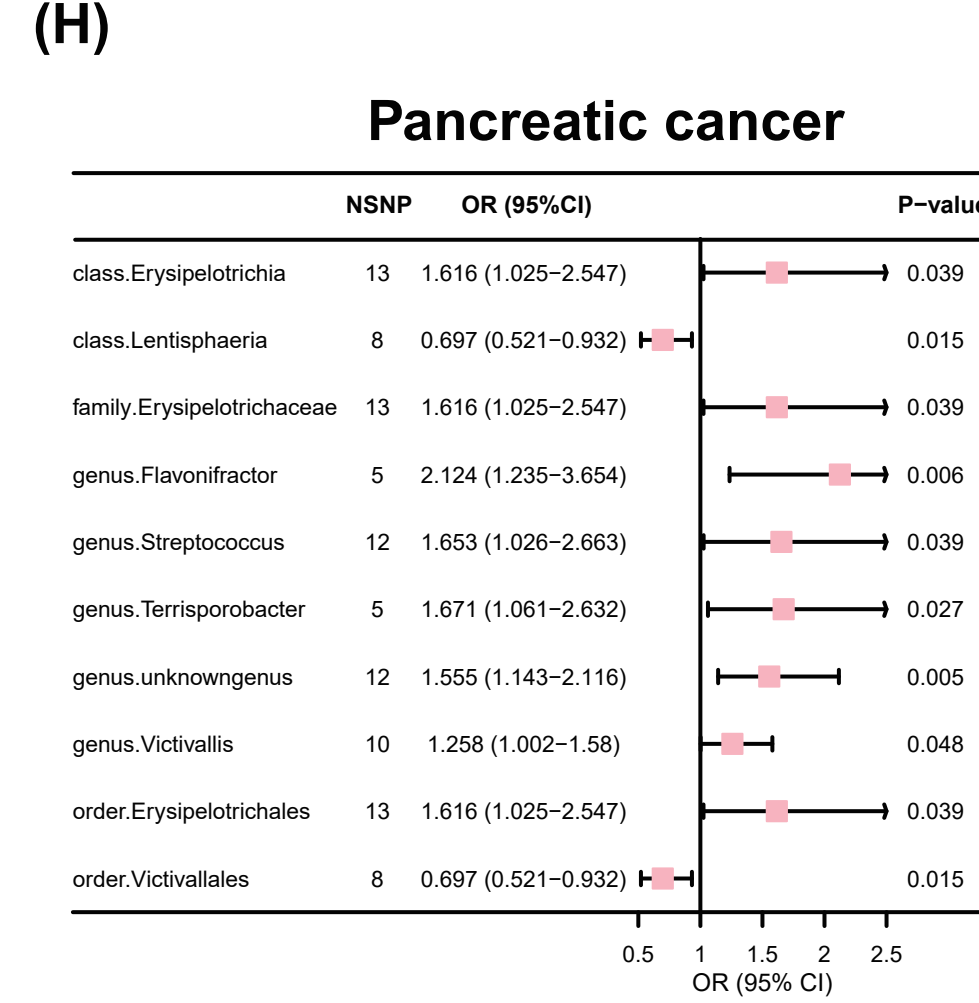 (H)
Pancreatic cancer
NSNP OR (95%CI) P−value
class.Erysipelotrichia 13 1.616 (1.025−2.547) 0.039
class.Lentisphaeria 8 0.697 (0.521−0.932) 0.015
family.Erysipelotrichaceae 13 1.616 (1.025−2.547) 0.039
genus.Flavonifractor 5 2.124 (1.235−3.654) 0.006
genus.Streptococcus 12 1.653 (1.026−2.663) 0.039
genus.Terrisporobacter 5 1.671 (1.061−2.632) 0.027
genus.unknowngenus 12 1.555 (1.143−2.116) 0.005
genus.Victivallis 10 1.258 (1.002−1.58) 0.048
order.Erysipelotrichales 13 1.616 (1.025−2.547) 0.039
order.Victivallales 8 0.697 (0.521−0.932) 0.015
0.5 1 1.5 2 2.5
OR (95% CI)